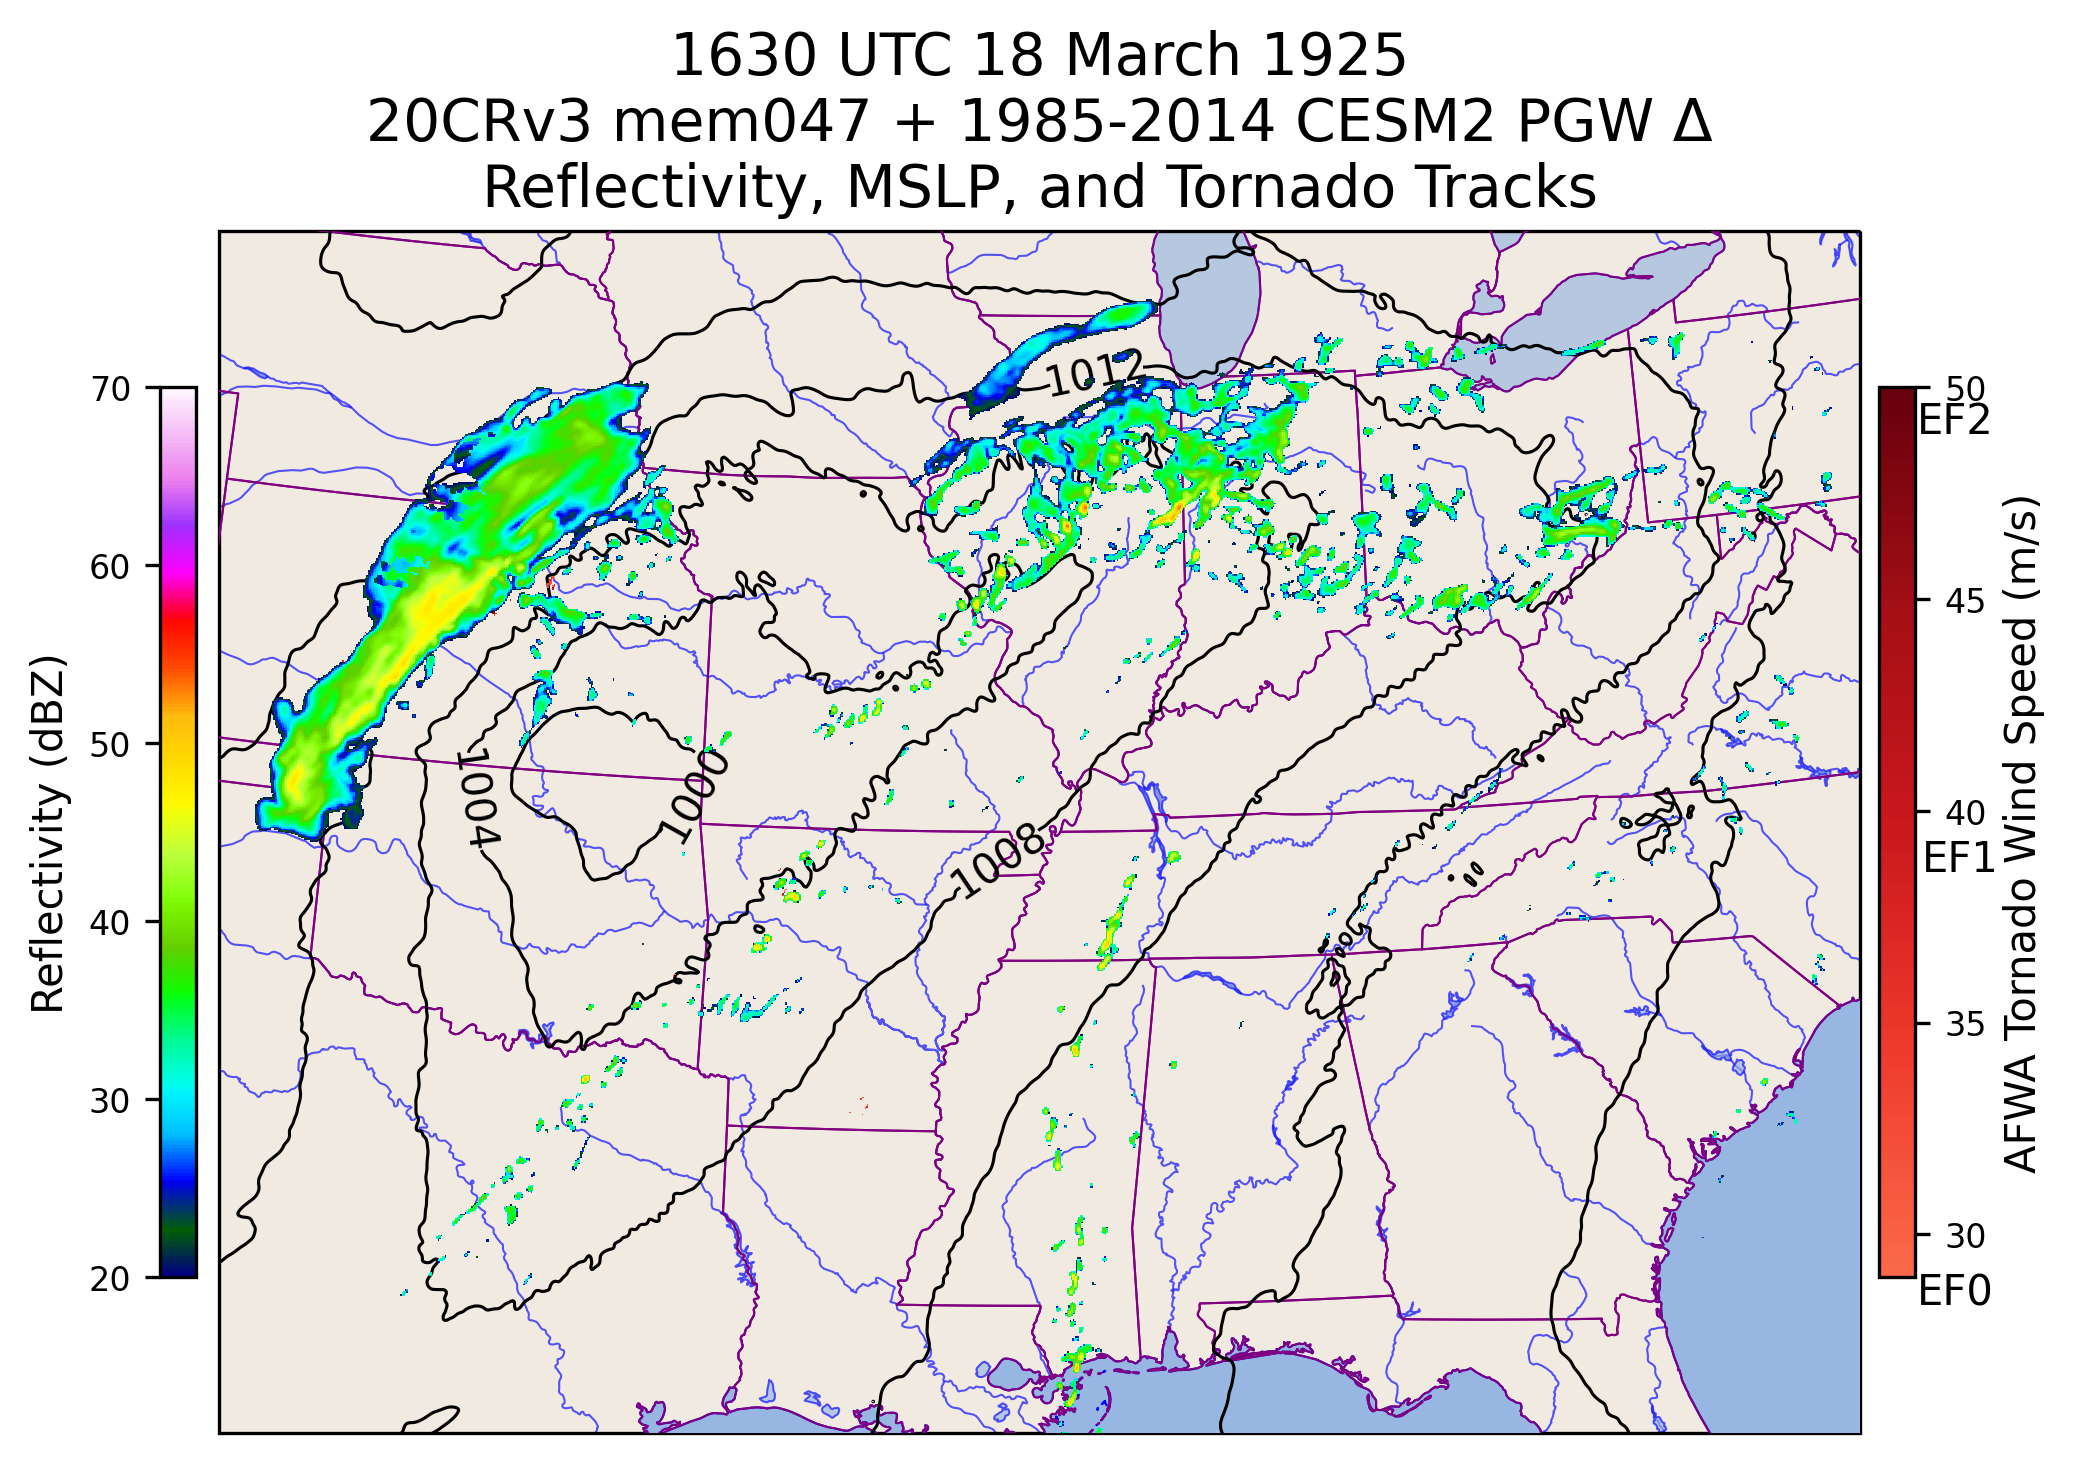 1630 UTC 18 March 1925
20CRv3 mem047 + 1985-2014 CESM2 PGW Δ
Reflectivity, MSLP, and Tornado Tracks
70
60
50
40
30
20
Reflectivity (dBZ)
1012
1004
1000
1008
50
EF2
45
40
EF1
35
30
EF0
AFWA Tornado Wind Speed (m/s)